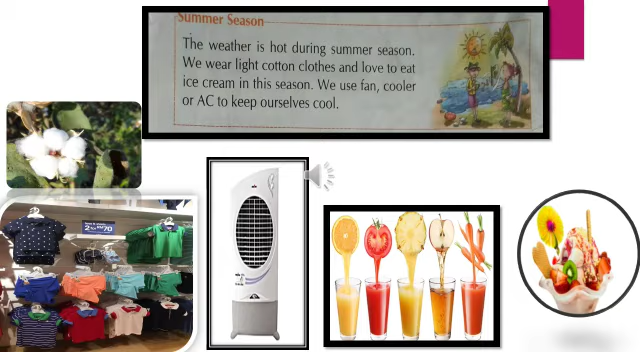 Summer Season
The weather is hot during summer season.
We wear light cotton clothes and love to eat
ice cream in this season. We use fan, cooler
or AC to keep ourselves cool.